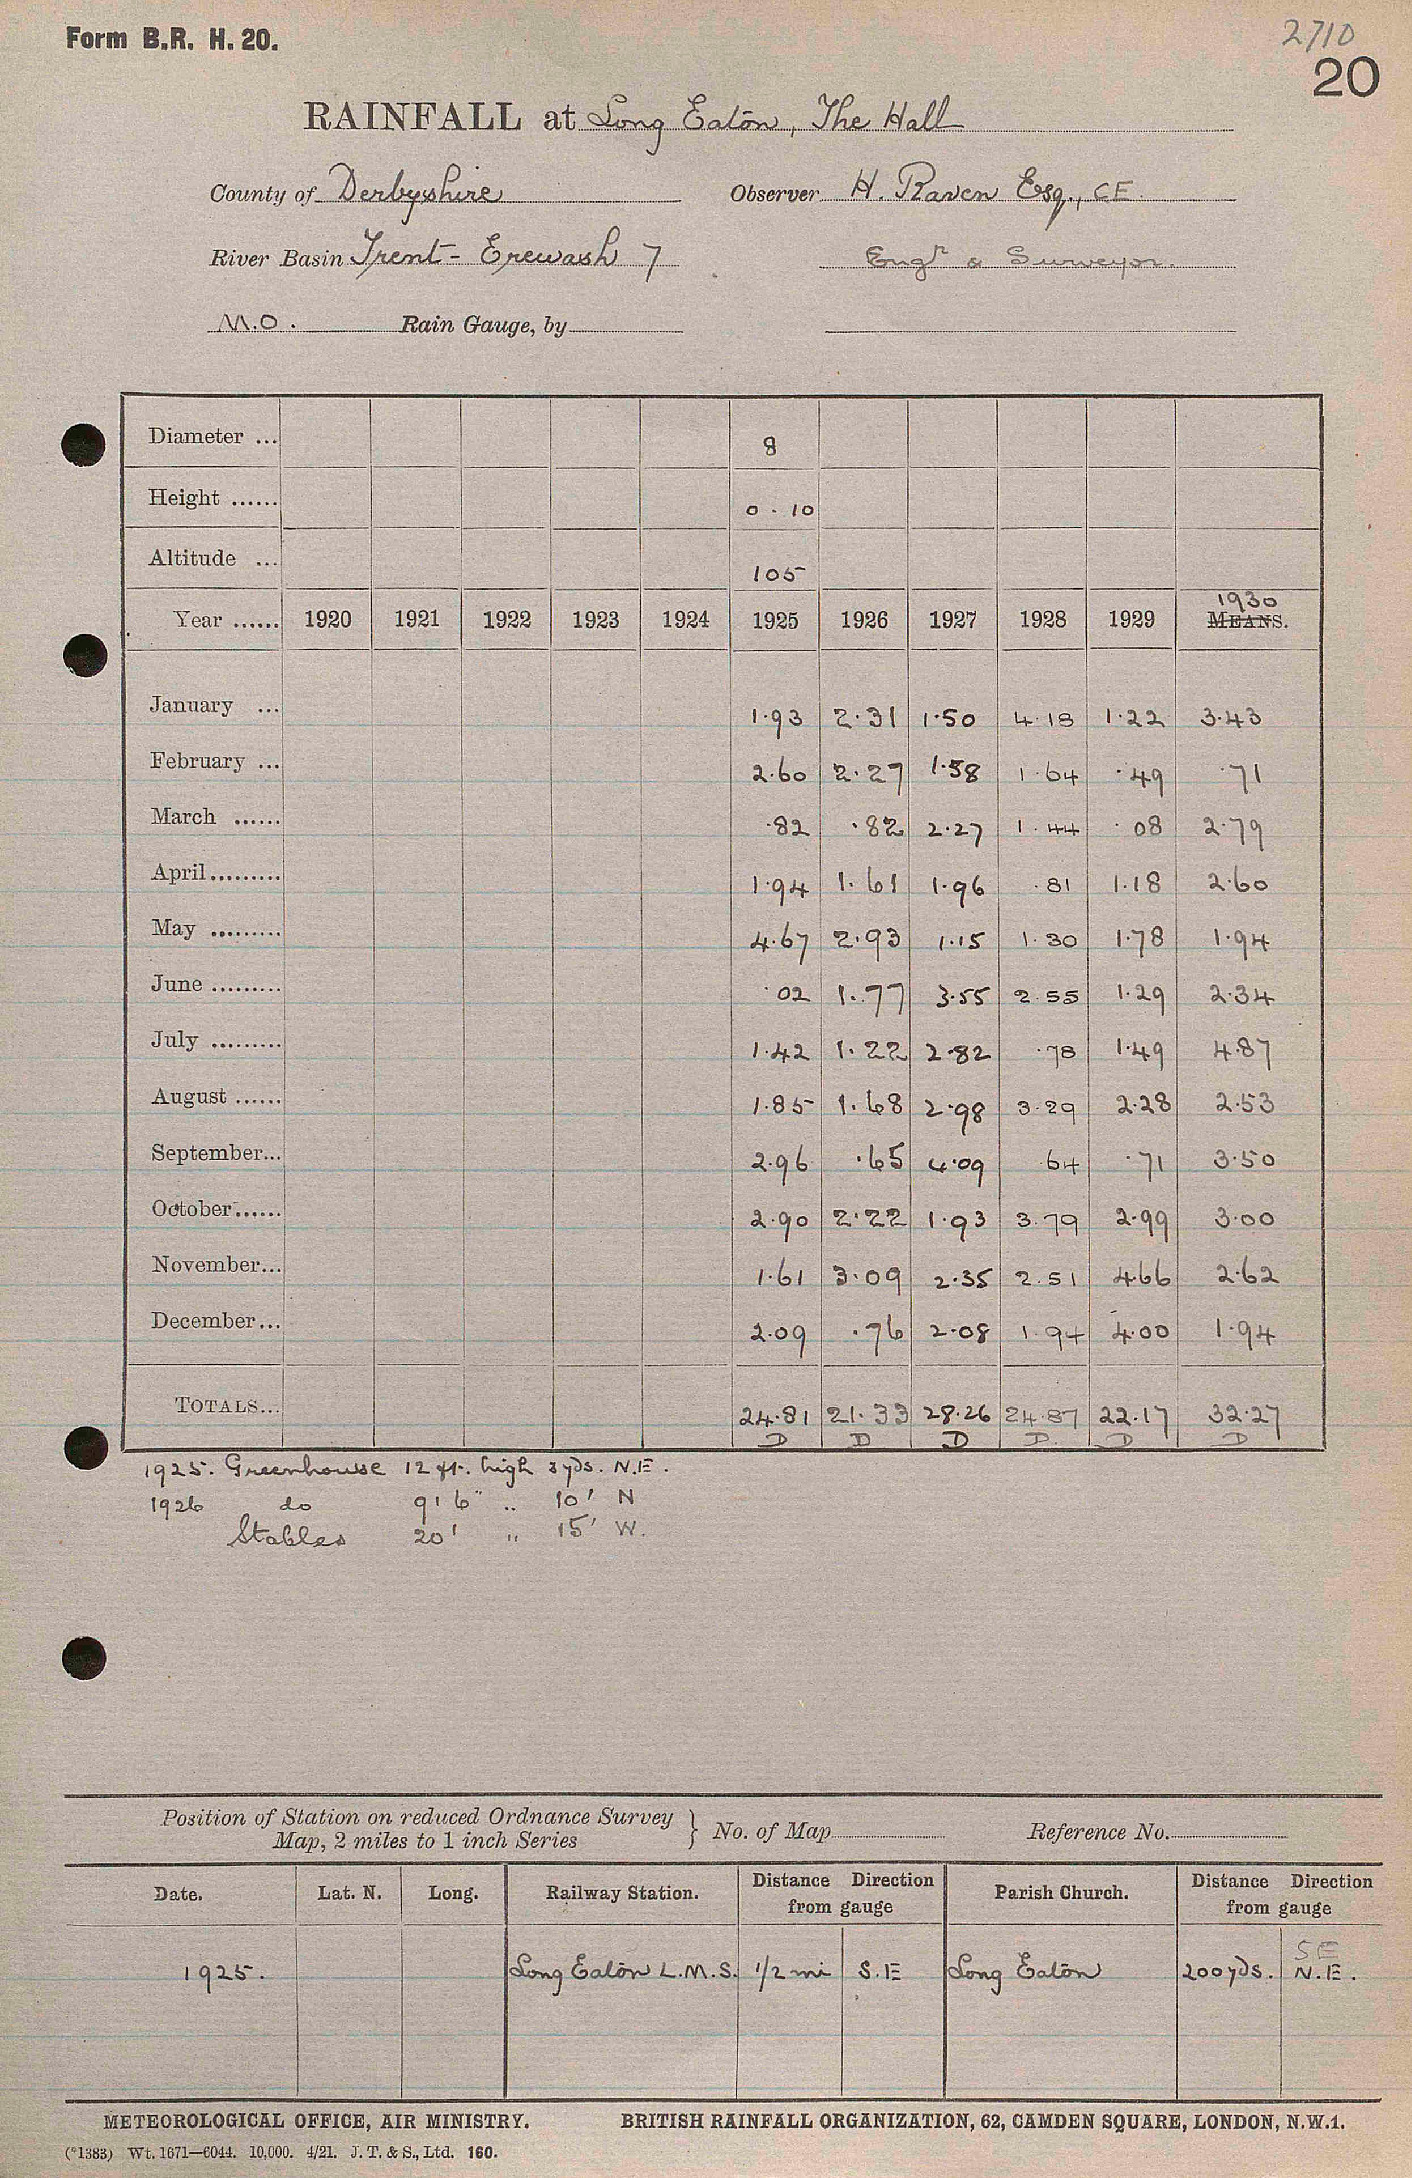 Form B.R. H. 20.
2710
20
RAINFALL at Long Eaton, The Hall
County of Derbyshire Observer H. Raven Esq., CE
River Basin Trent - Erewash 7 Engr & Surveyor.
M.O. Rain Gauge, by
Diameter ... 8
Height ...... 0 . 10
Altitude ... 105
1930
Year ...... 1920 1921 1922 1923 1924 1925 1926 1927 1928 1929 MEANS.
January ... 1.93 2.31 1.50 4.18 1.22 3.43
February ... 2.60 2.27 1.58 1.64 .49 .71
March ...... .82 .82 2.27 1.44 .08 2.79
April......... 1.94 1.61 1.96 .81 1.18 2.60
May ......... 4.67 2.93 1.15 1.30 1.78 1.94
June ......... .02 1.77 3.55 2.55 1.29 2.34
July ......... 1.42 1.22 2.82 .78 1.49 4.87
August ...... 1.85 1.68 2.98 3.29 2.28 2.53
September... 2.96 .65 4.09 .64 .71 3.50
October...... 2.90 2.22 1.93 3.79 2.99 3.00
November... 1.61 3.09 2.35 2.51 4.66 2.62
December... 2.09 .76 2.08 1.94 4.00 1.94
TOTALS... 24.81 21.33 28.26 24.87 22.17 32.27
D D D D D D
1925. Greenhouse 12 ft. high 3 yds. N.E.
1926 do 9' 6" ,, 10' N
Stables 20' ,, 15' W.
Position of Station on reduced Ordnance Survey
Map, 2 miles to 1 inch Series } No. of Map Reference No.
Date. Lat. N. Long. Railway Station. Distance Direction from gauge Parish Church. Distance Direction from gauge
SE
1925. Long Eaton L.M.S. 1/2 mi S.E Long Eaton 200 yds. N.E.
METEOROLOGICAL OFFICE, AIR MINISTRY. BRITISH RAINFALL ORGANIZATION, 62, CAMDEN SQUARE, LONDON, N.W.1.
(*1383) Wt. 1671—6044. 10,000. 4/21. J. T. & S., Ltd. 160.